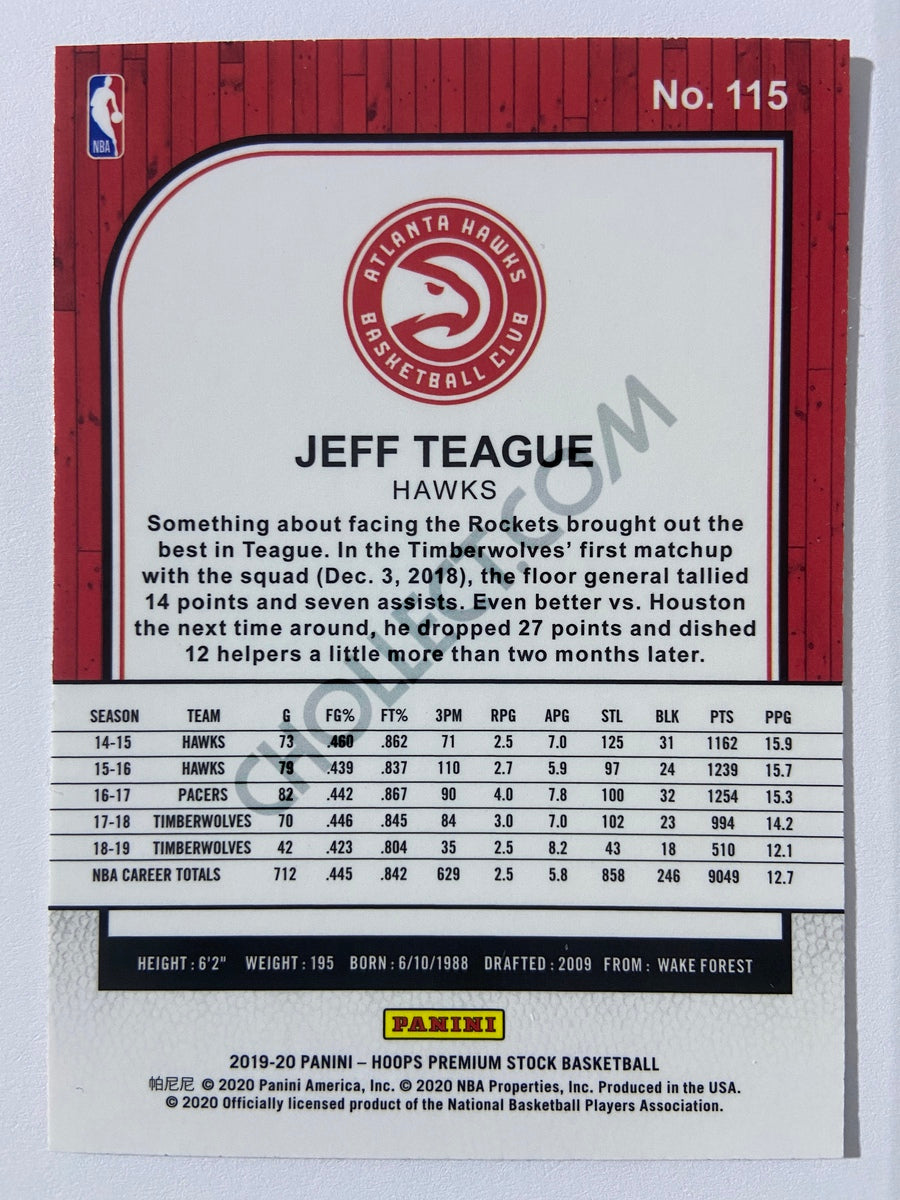 No. 115
NBA
ATLANTA HAWKS
BASKETBALL CLUB
JEFF TEAGUE
HAWKS
Something about facing the Rockets brought out the
best in Teague. In the Timberwolves' first matchup
with the squad (Dec. 3, 2018), the floor general tallied
14 points and seven assists. Even better vs. Houston
the next time around, he dropped 27 points and dished
12 helpers a little more than two months later.
CHOLLECT.COM
SEASON TEAM G FG% FT% 3PM RPG APG STL BLK PTS PPG
14-15 HAWKS 73 .460 .862 71 2.5 7.0 125 31 1162 15.9
15-16 HAWKS 79 .439 .837 110 2.7 5.9 97 24 1239 15.7
16-17 PACERS 82 .442 .867 90 4.0 7.8 100 32 1254 15.3
17-18 TIMBERWOLVES 70 .446 .845 84 3.0 7.0 102 23 994 14.2
18-19 TIMBERWOLVES 42 .423 .804 35 2.5 8.2 43 18 510 12.1
NBA CAREER TOTALS 712 .445 .842 629 2.5 5.8 858 246 9049 12.7
HEIGHT : 6'2" WEIGHT : 195 BORN : 6/10/1988 DRAFTED : 2009 FROM : WAKE FOREST
PANINI
2019-20 PANINI – HOOPS PREMIUM STOCK BASKETBALL
帕尼尼 © 2020 Panini America, Inc. © 2020 NBA Properties, Inc. Produced in the USA.
© 2020 Officially licensed product of the National Basketball Players Association.